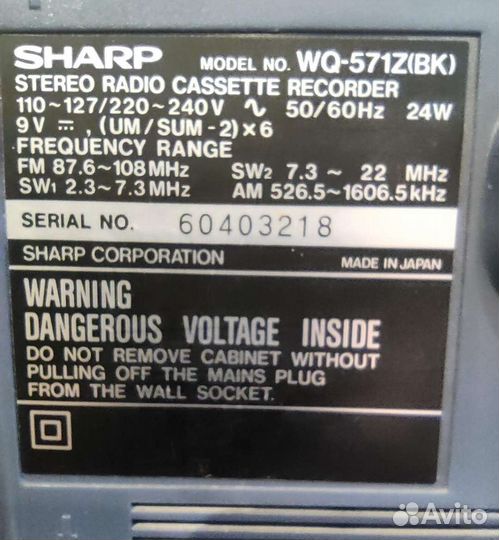 SHARP MODEL NO. WQ-571Z(BK)
STEREO RADIO CASSETTE RECORDER
110~127/220~240V ∿ 50/60Hz 24W
9V ⎓, (UM/SUM-2)×6
FREQUENCY RANGE
FM 87.6~108MHz SW2 7.3~22 MHz
SW1 2.3~7.3MHz AM 526.5~1606.5kHz
SERIAL NO. 60403218
SHARP CORPORATION MADE IN JAPAN
WARNING
DANGEROUS VOLTAGE INSIDE
DO NOT REMOVE CABINET WITHOUT
PULLING OFF THE MAINS PLUG
FROM THE WALL SOCKET.
Avito